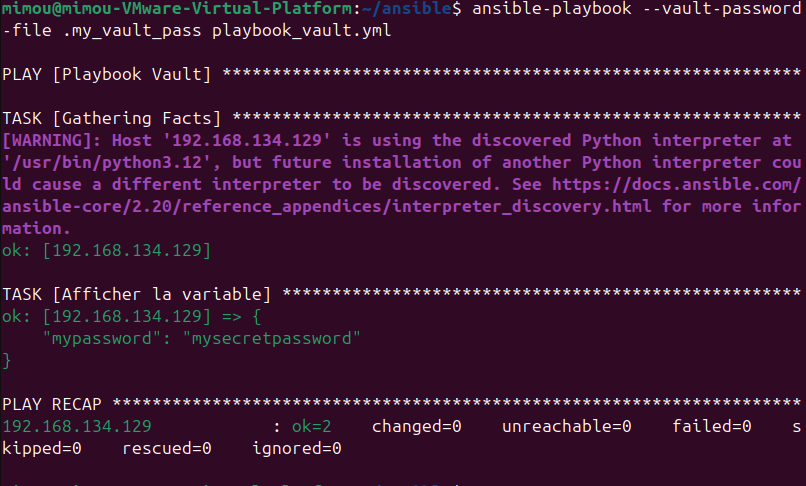 mimou@mimou-VMware-Virtual-Platform:~/ansible$ ansible-playbook --vault-password
-file .my_vault_pass playbook_vault.yml
PLAY [Playbook Vault] **********************************************************
TASK [Gathering Facts] *********************************************************
[WARNING]: Host '192.168.134.129' is using the discovered Python interpreter at
'/usr/bin/python3.12', but future installation of another Python interpreter cou
ld cause a different interpreter to be discovered. See https://docs.ansible.com/
ansible-core/2.20/reference_appendices/interpreter_discovery.html for more infor
mation.
ok: [192.168.134.129]
TASK [Afficher la variable] ****************************************************
ok: [192.168.134.129] => {
    "mypassword": "mysecretpassword"
}
PLAY RECAP *********************************************************************
192.168.134.129            : ok=2    changed=0    unreachable=0    failed=0    s
kipped=0    rescued=0    ignored=0